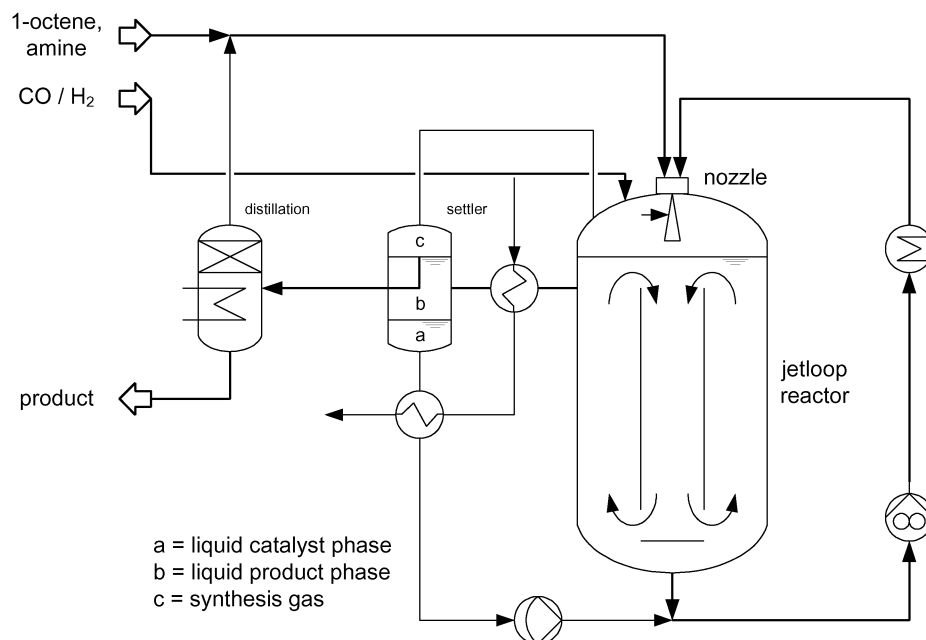 1-octene,
amine
CO / H₂
nozzle
distillation
settler
c
b
a
jetloop
reactor
product
a = liquid catalyst phase
b = liquid product phase
c = synthesis gas